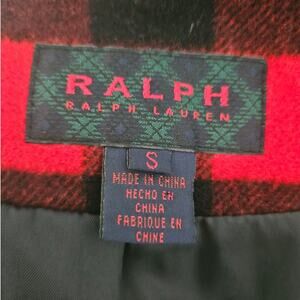 RALPH
RALPH LAUREN
S
MADE IN CHINA
HECHO EN
CHINA
FABRIQUE EN
CHINE